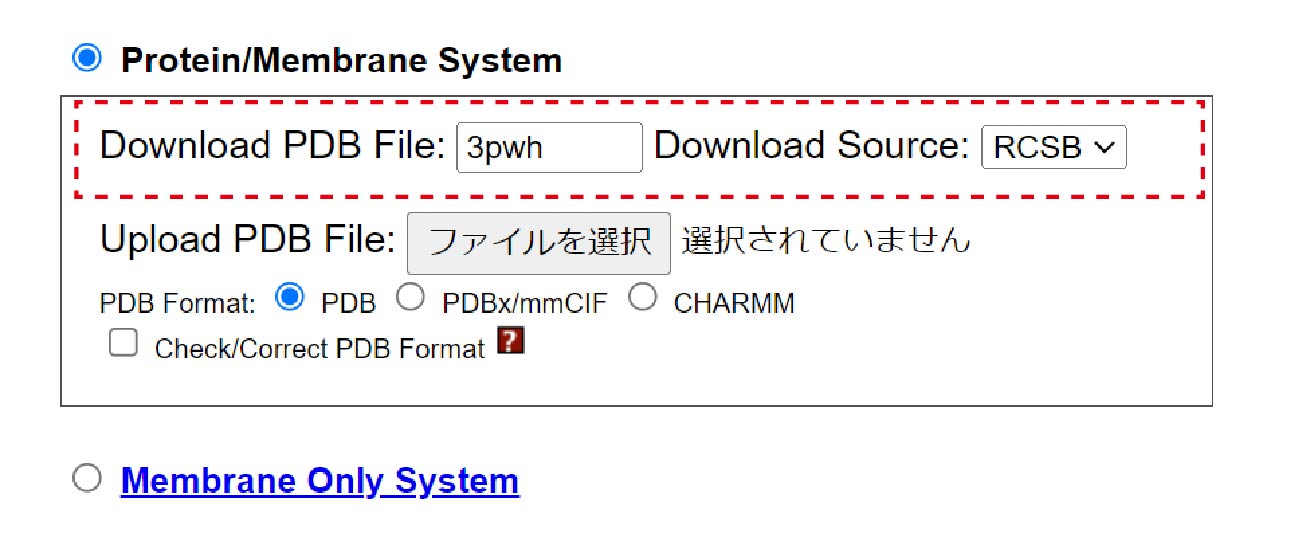 Protein/Membrane System
Download PDB File: 3pwh Download Source: RCSB
Upload PDB File: ファイルを選択 選択されていません
PDB Format: PDB PDBx/mmCIF CHARMM
Check/Correct PDB Format ?
Membrane Only System